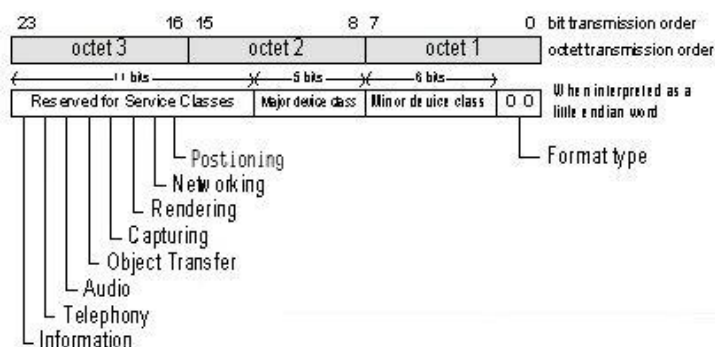 23 16 15 8 7 0 bit transmission order
octet 3 octet 2 octet 1 octet transmission order
11 bits 5 bits 6 bits
Reserved for Service Classes Major device class Minor device class 0 0 When interpreted as a
little endian word
Postioning Format type
Networking
Rendering
Capturing
Object Transfer
Audio
Telephony
Information